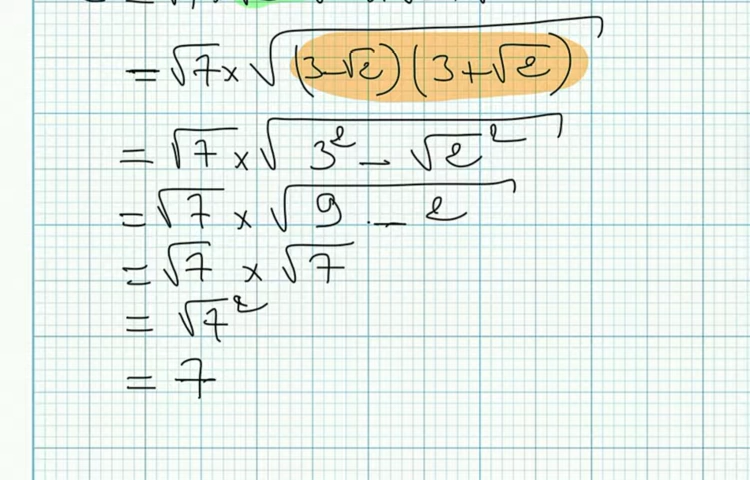 = √7 × √(3-√2)(3+√2)
= √7 × √3² - √2²
= √7 × √9 - 2
= √7 × √7
= √7²
= 7